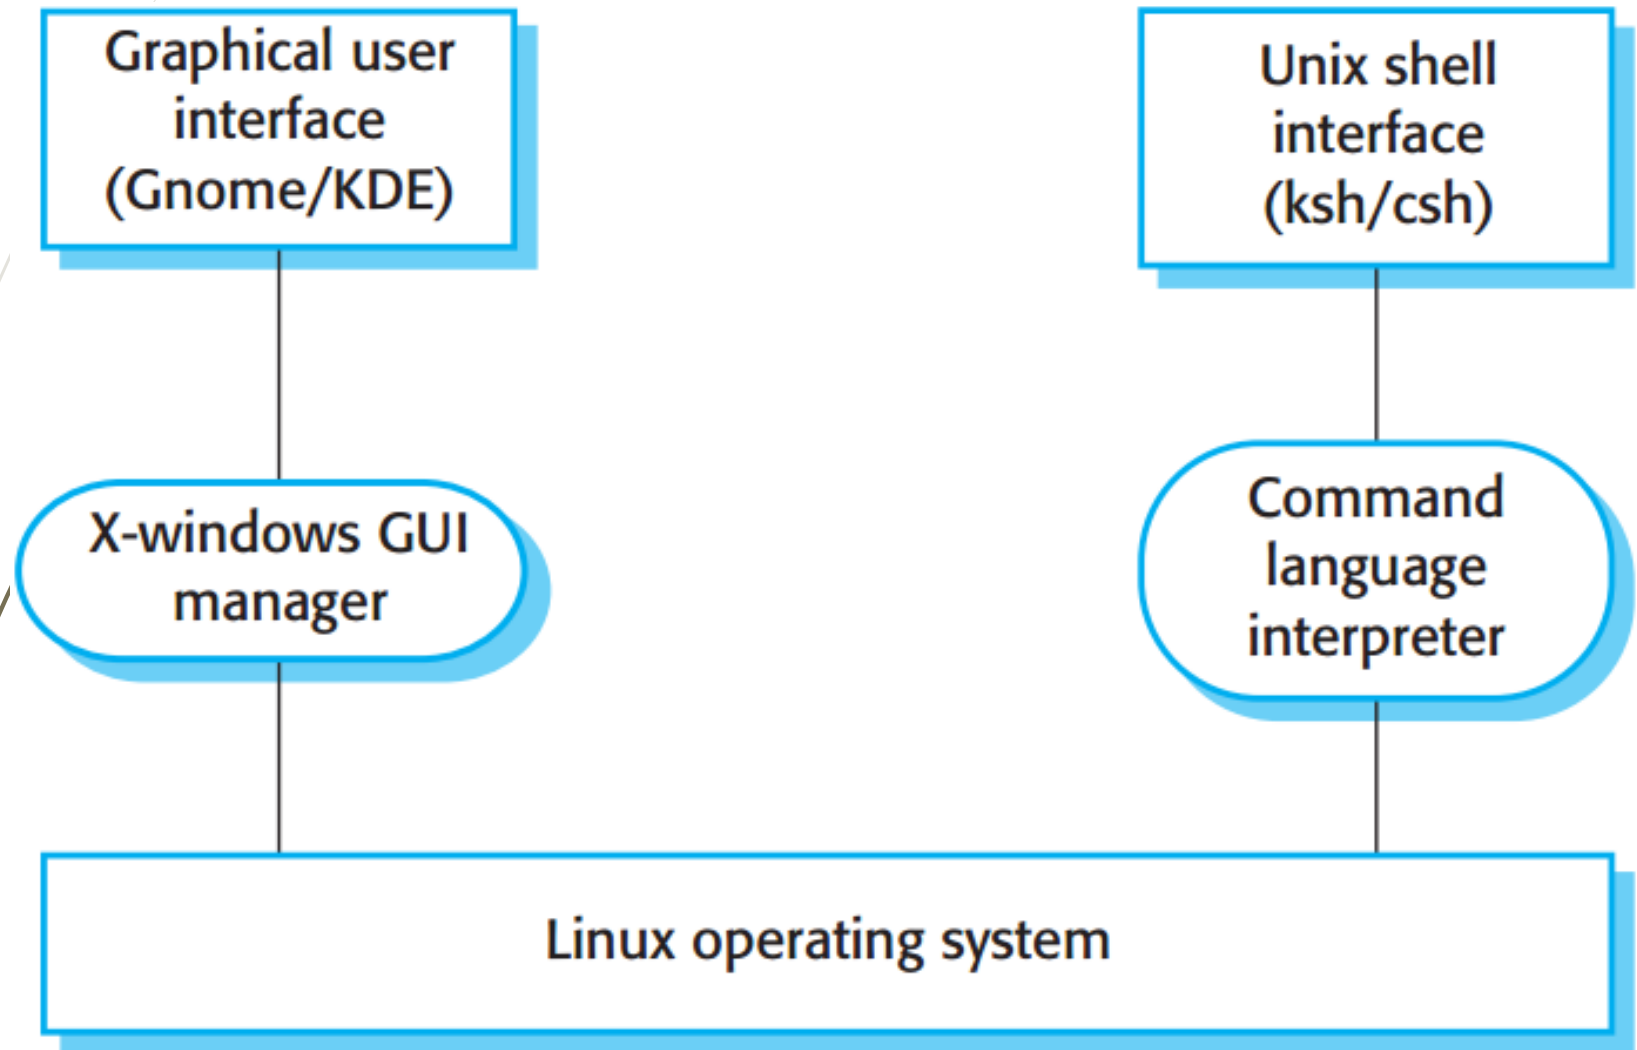 Graphical user
interface
(Gnome/KDE)
Unix shell
interface
(ksh/csh)
X-windows GUI
manager
Command
language
interpreter
Linux operating system